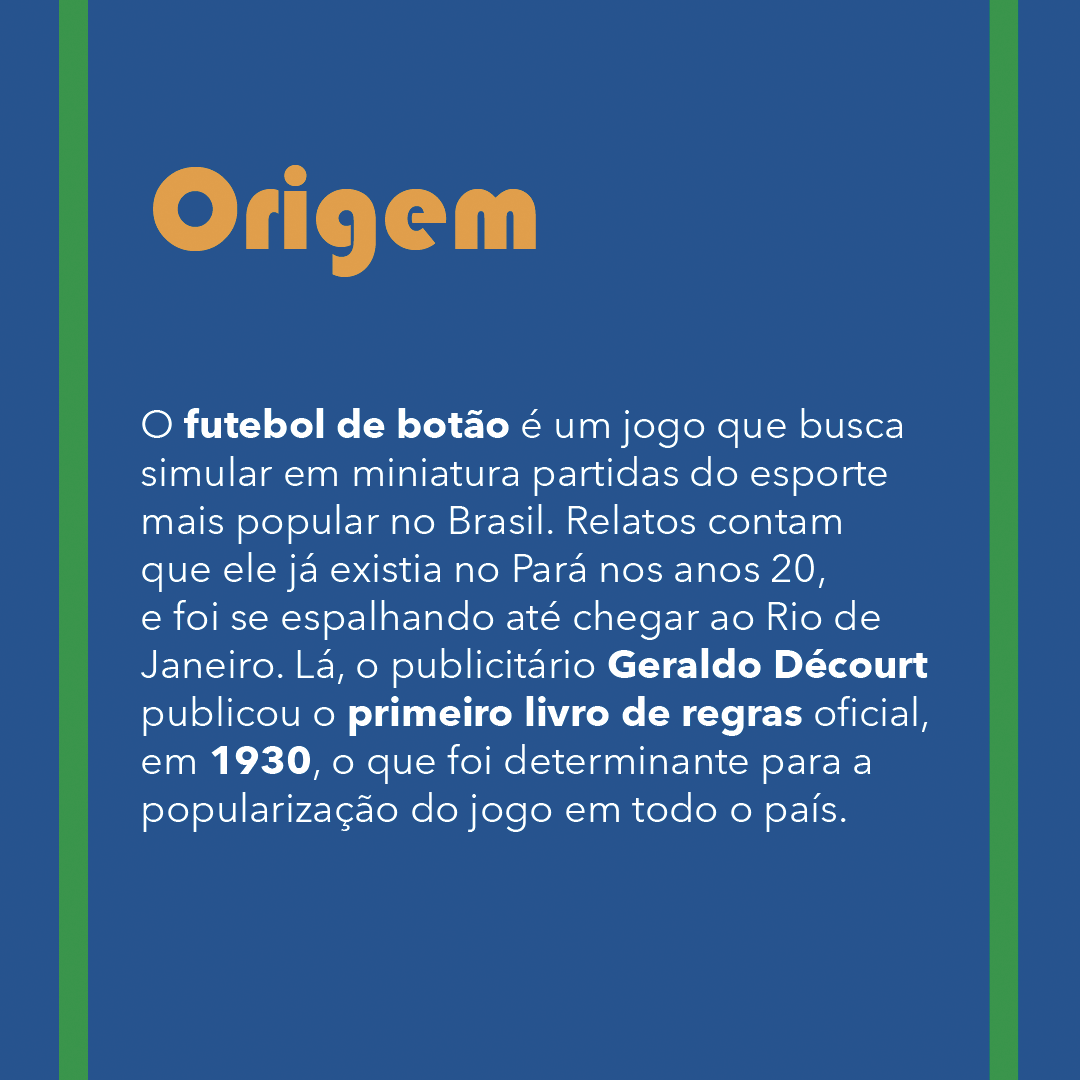 Origem
O futebol de botão é um jogo que busca
simular em miniatura partidas do esporte
mais popular no Brasil. Relatos contam
que ele já existia no Pará nos anos 20,
e foi se espalhando até chegar ao Rio de
Janeiro. Lá, o publicitário Geraldo Décourt
publicou o primeiro livro de regras oficial,
em 1930, o que foi determinante para a
popularização do jogo em todo o país.